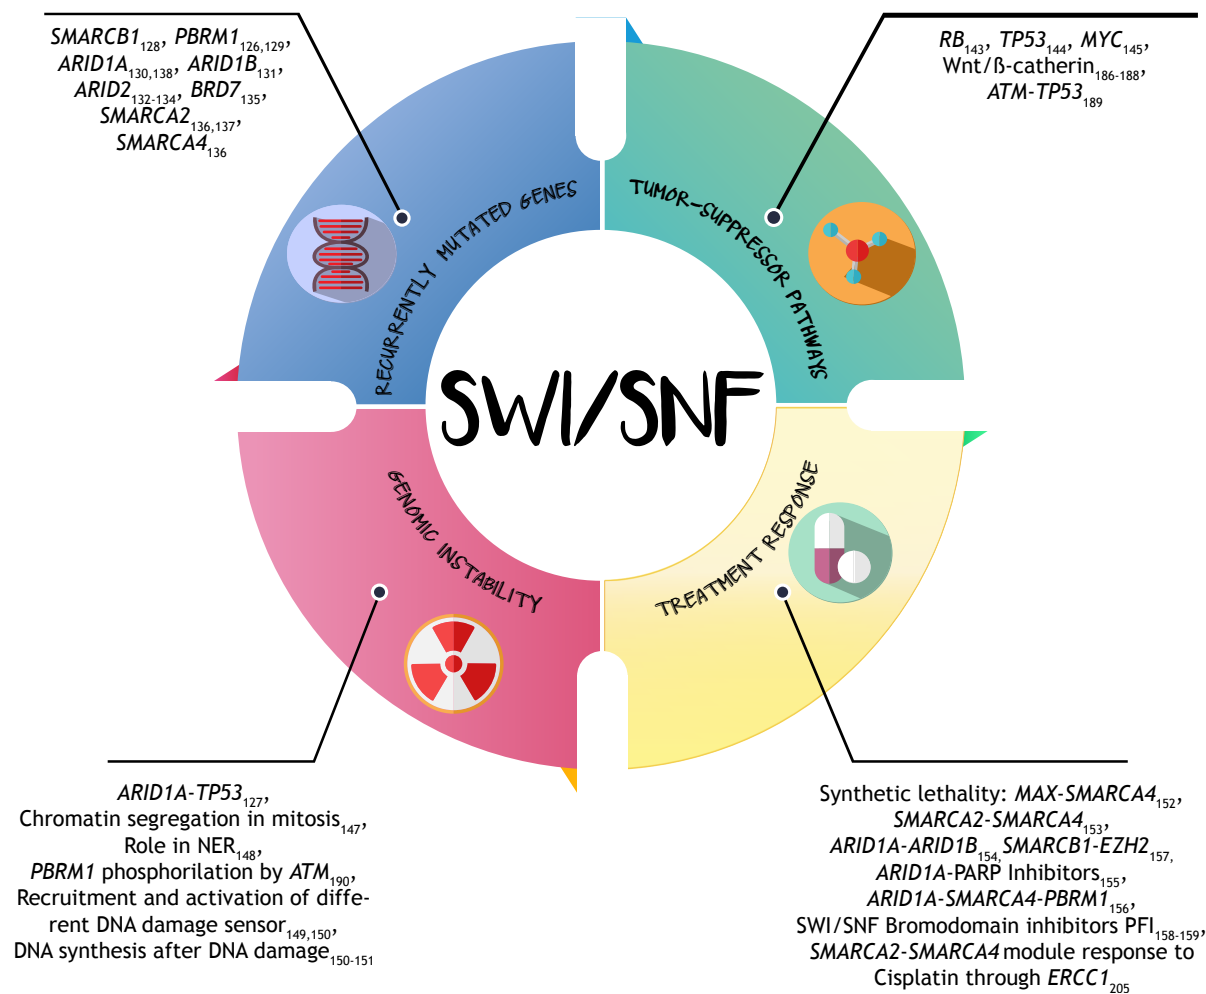 SMARCB1128, PBRM1126,129,
ARID1A130,138, ARID1B131,
ARID2132-134, BRD7135,
SMARCA2136,137,
SMARCA4136
RB143, TP53144, MYC145,
Wnt/ß-catherin186-188,
ATM-TP53189
RECURRENTLY MUTATED GENES
TUMOR-SUPPRESSOR PATHWAYS
SWI/SNF
GENOMIC INSTABILITY
TREATMENT RESPONSE
ARID1A-TP53127,
Chromatin segregation in mitosis147,
Role in NER148,
PBRM1 phosphorilation by ATM190,
Recruitment and activation of diffe-
rent DNA damage sensor149,150,
DNA synthesis after DNA damage150-151
Synthetic lethality: MAX-SMARCA4152,
SMARCA2-SMARCA4153,
ARID1A-ARID1B154, SMARCB1-EZH2157,
ARID1A-PARP Inhibitors155,
ARID1A-SMARCA4-PBRM1156,
SWI/SNF Bromodomain inhibitors PFI158-159,
SMARCA2-SMARCA4 module response to
Cisplatin through ERCC1205